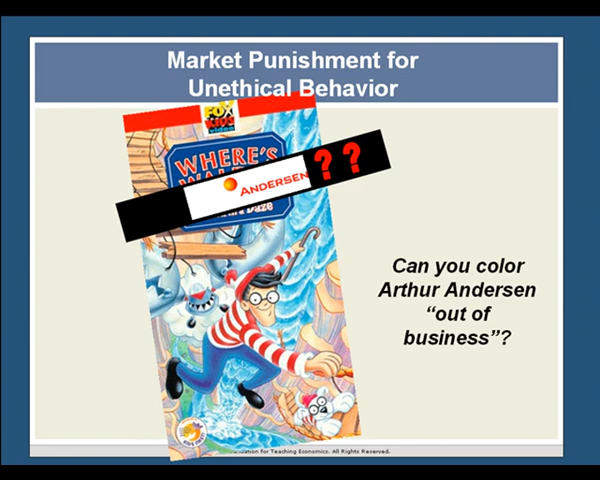 Market Punishment for
Unethical Behavior
FOX
Kids
video
WHERE'S
ANDERSEN ? ?
Daze
Can you color
Arthur Andersen
“out of
business”?
for Teaching Economics. All Rights Reserved.